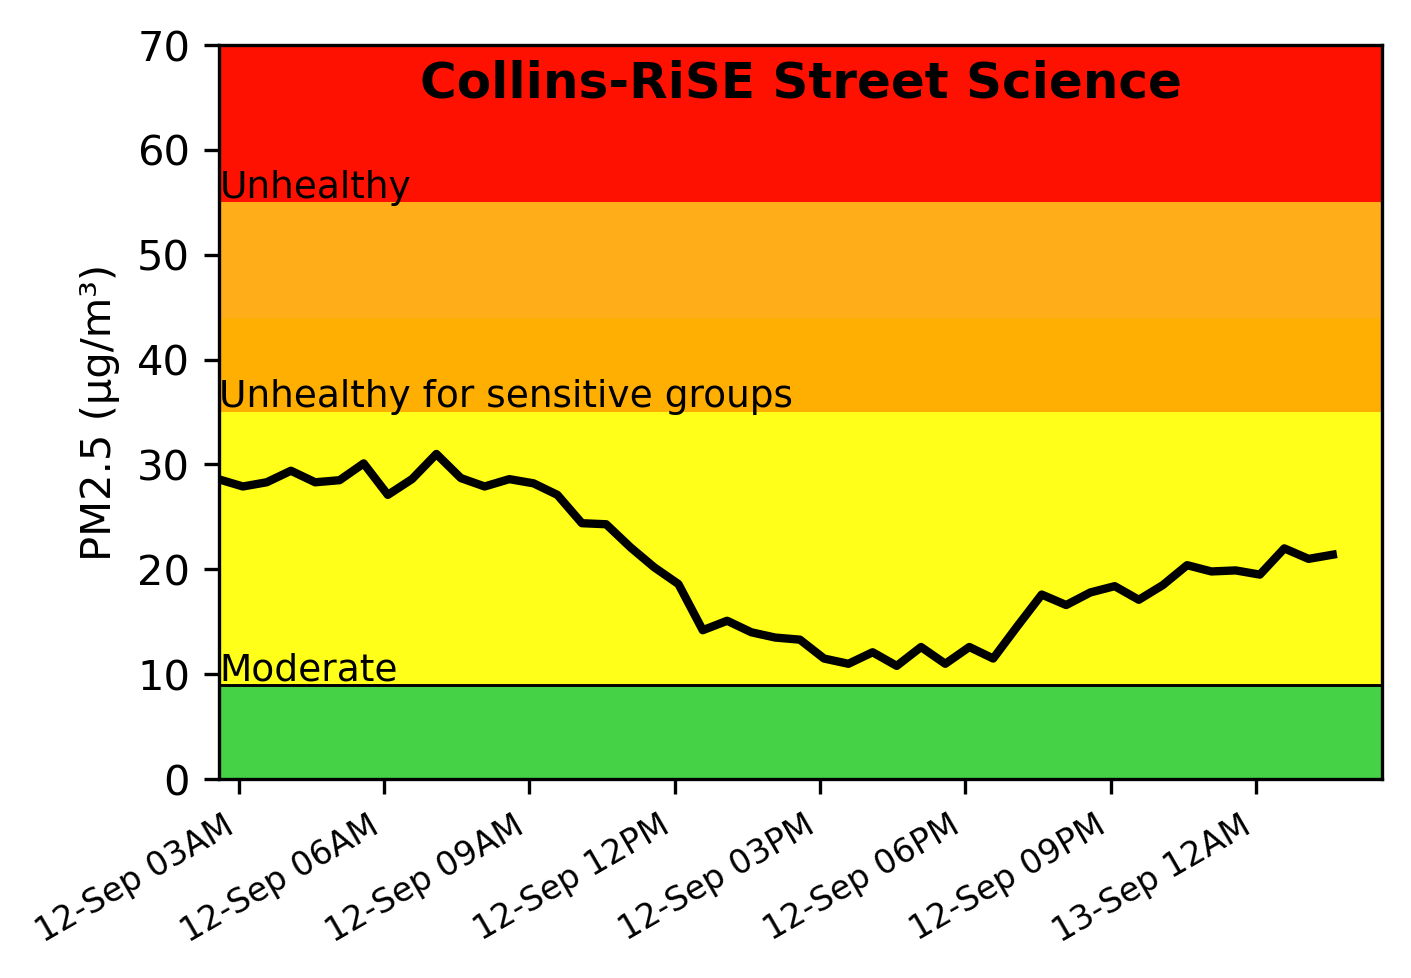 Collins-RiSE Street Science
70
60
50
40
30
20
10
0
PM2.5 (µg/m³)
Unhealthy
Unhealthy for sensitive groups
Moderate
12-Sep 03AM
12-Sep 06AM
12-Sep 09AM
12-Sep 12PM
12-Sep 03PM
12-Sep 06PM
12-Sep 09PM
13-Sep 12AM